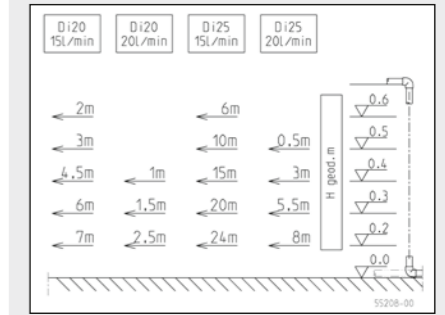 Di20 Di20 Di25 Di25
15l/min 20l/min 15l/min 20l/min
2m 6m 0.6
3m 10m 0.5m 0.5
4.5m 1m 15m 3m 0.4
6m 1.5m 20m 5.5m 0.3
7m 2.5m 24m 8m 0.2
H geod.m
0.0
55208-00